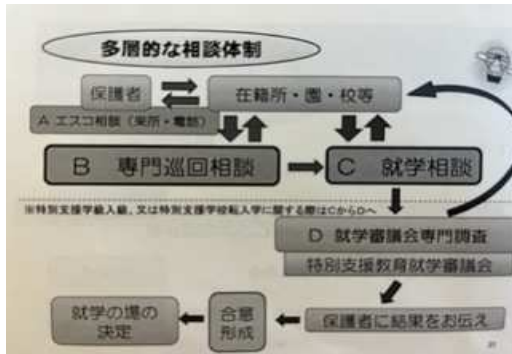 多層的な相談体制
保護者
在籍所・園・校等
A エスコ相談（来所・電話）
B 専門巡回相談
C 就学相談
※特別支援学級入級、又は特別支援学校転入学に関する際はCからDへ
D 就学審議会専門調査
特別支援教育就学審議会
保護者に結果をお伝え
合意
形成
就学の場の
決定